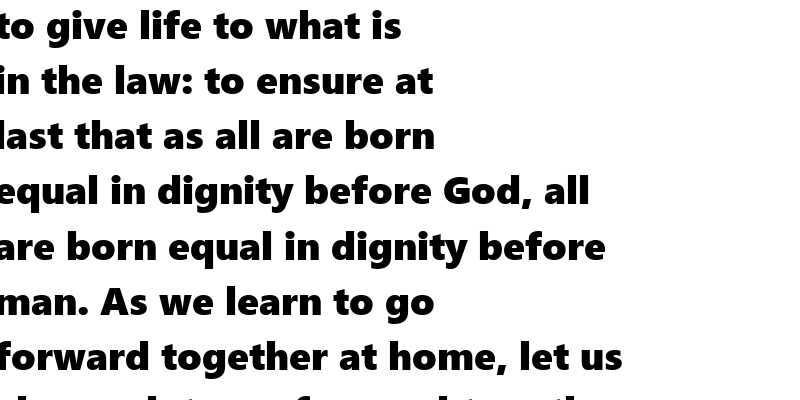 to give life to what is
in the law: to ensure at
last that as all are born
equal in dignity before God, all
are born equal in dignity before
man. As we learn to go
forward together at home, let us